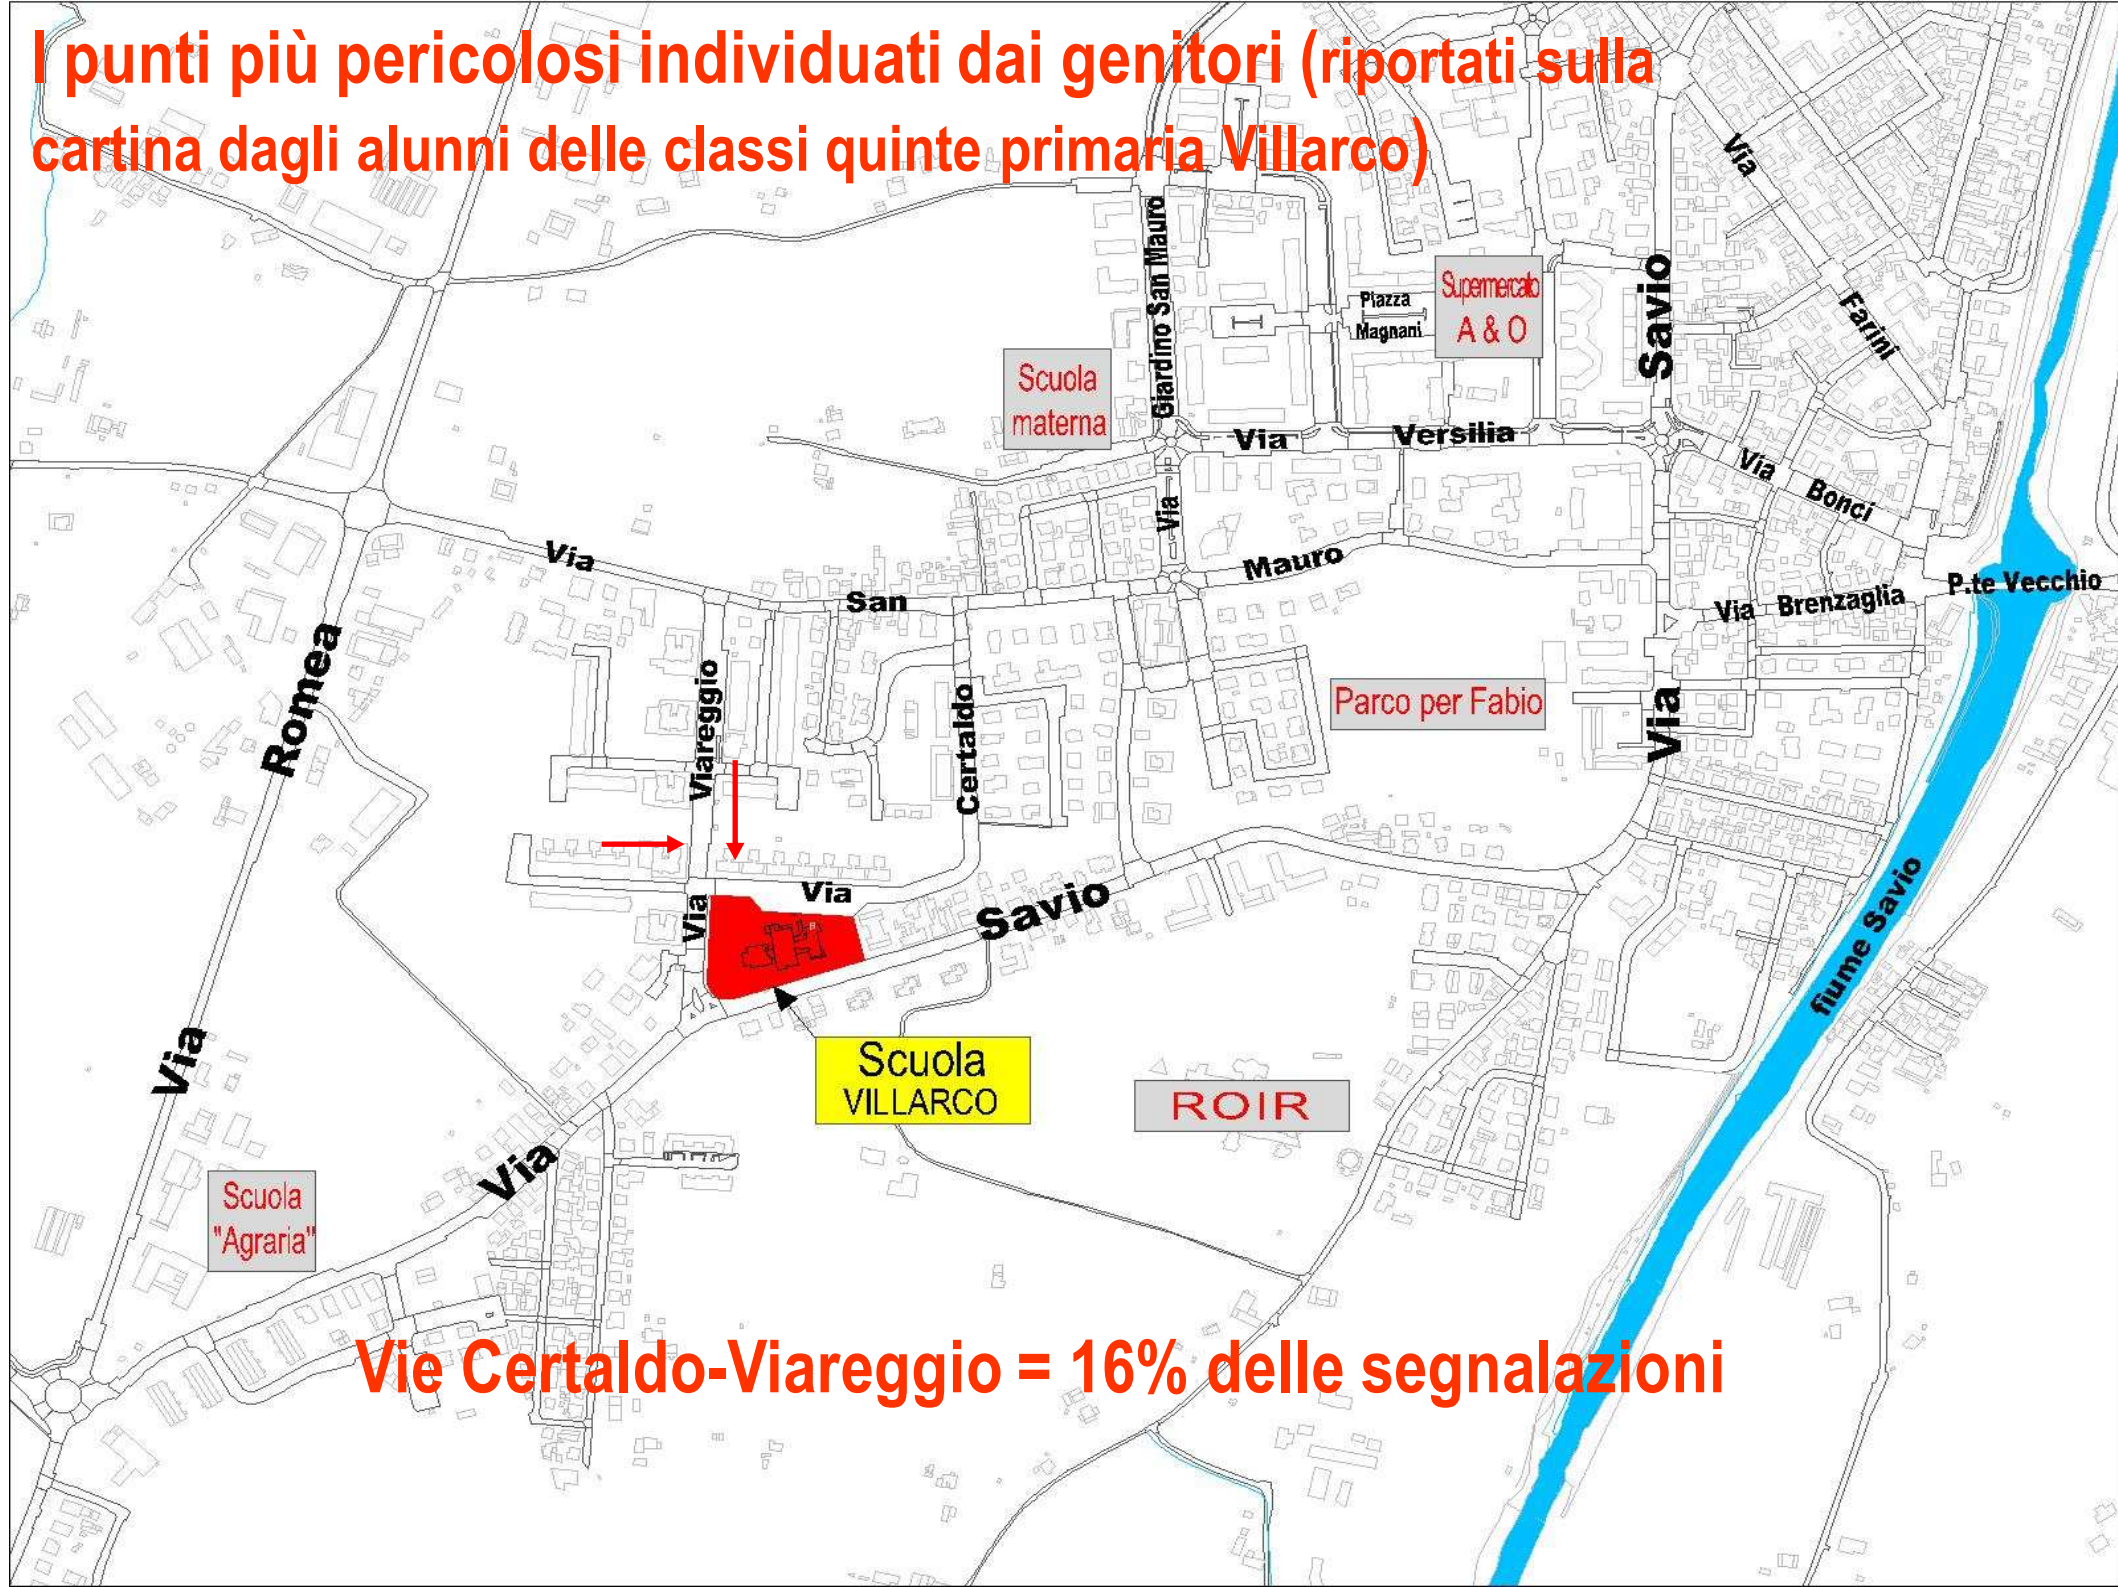 I punti più pericolosi individuati dai genitori (riportati sulla
cartina dagli alunni delle classi quinte primaria Villarco)
Via
Farini
Giardino San Mauro
Savio
Piazza
Magnani
Supermercato
A & O
Scuola
materna
Via Versilia
Via Bonci
Via
Via San Mauro
Via Brenzaglia
P.te Vecchio
Via Romea
Viareggio
Certaldo
Parco per Fabio
Via
Via
Via
Savio
fiume Savio
Scuola
VILLARCO
ROIR
Via
Scuola
"Agraria"
Vie Certaldo-Viareggio = 16% delle segnalazioni